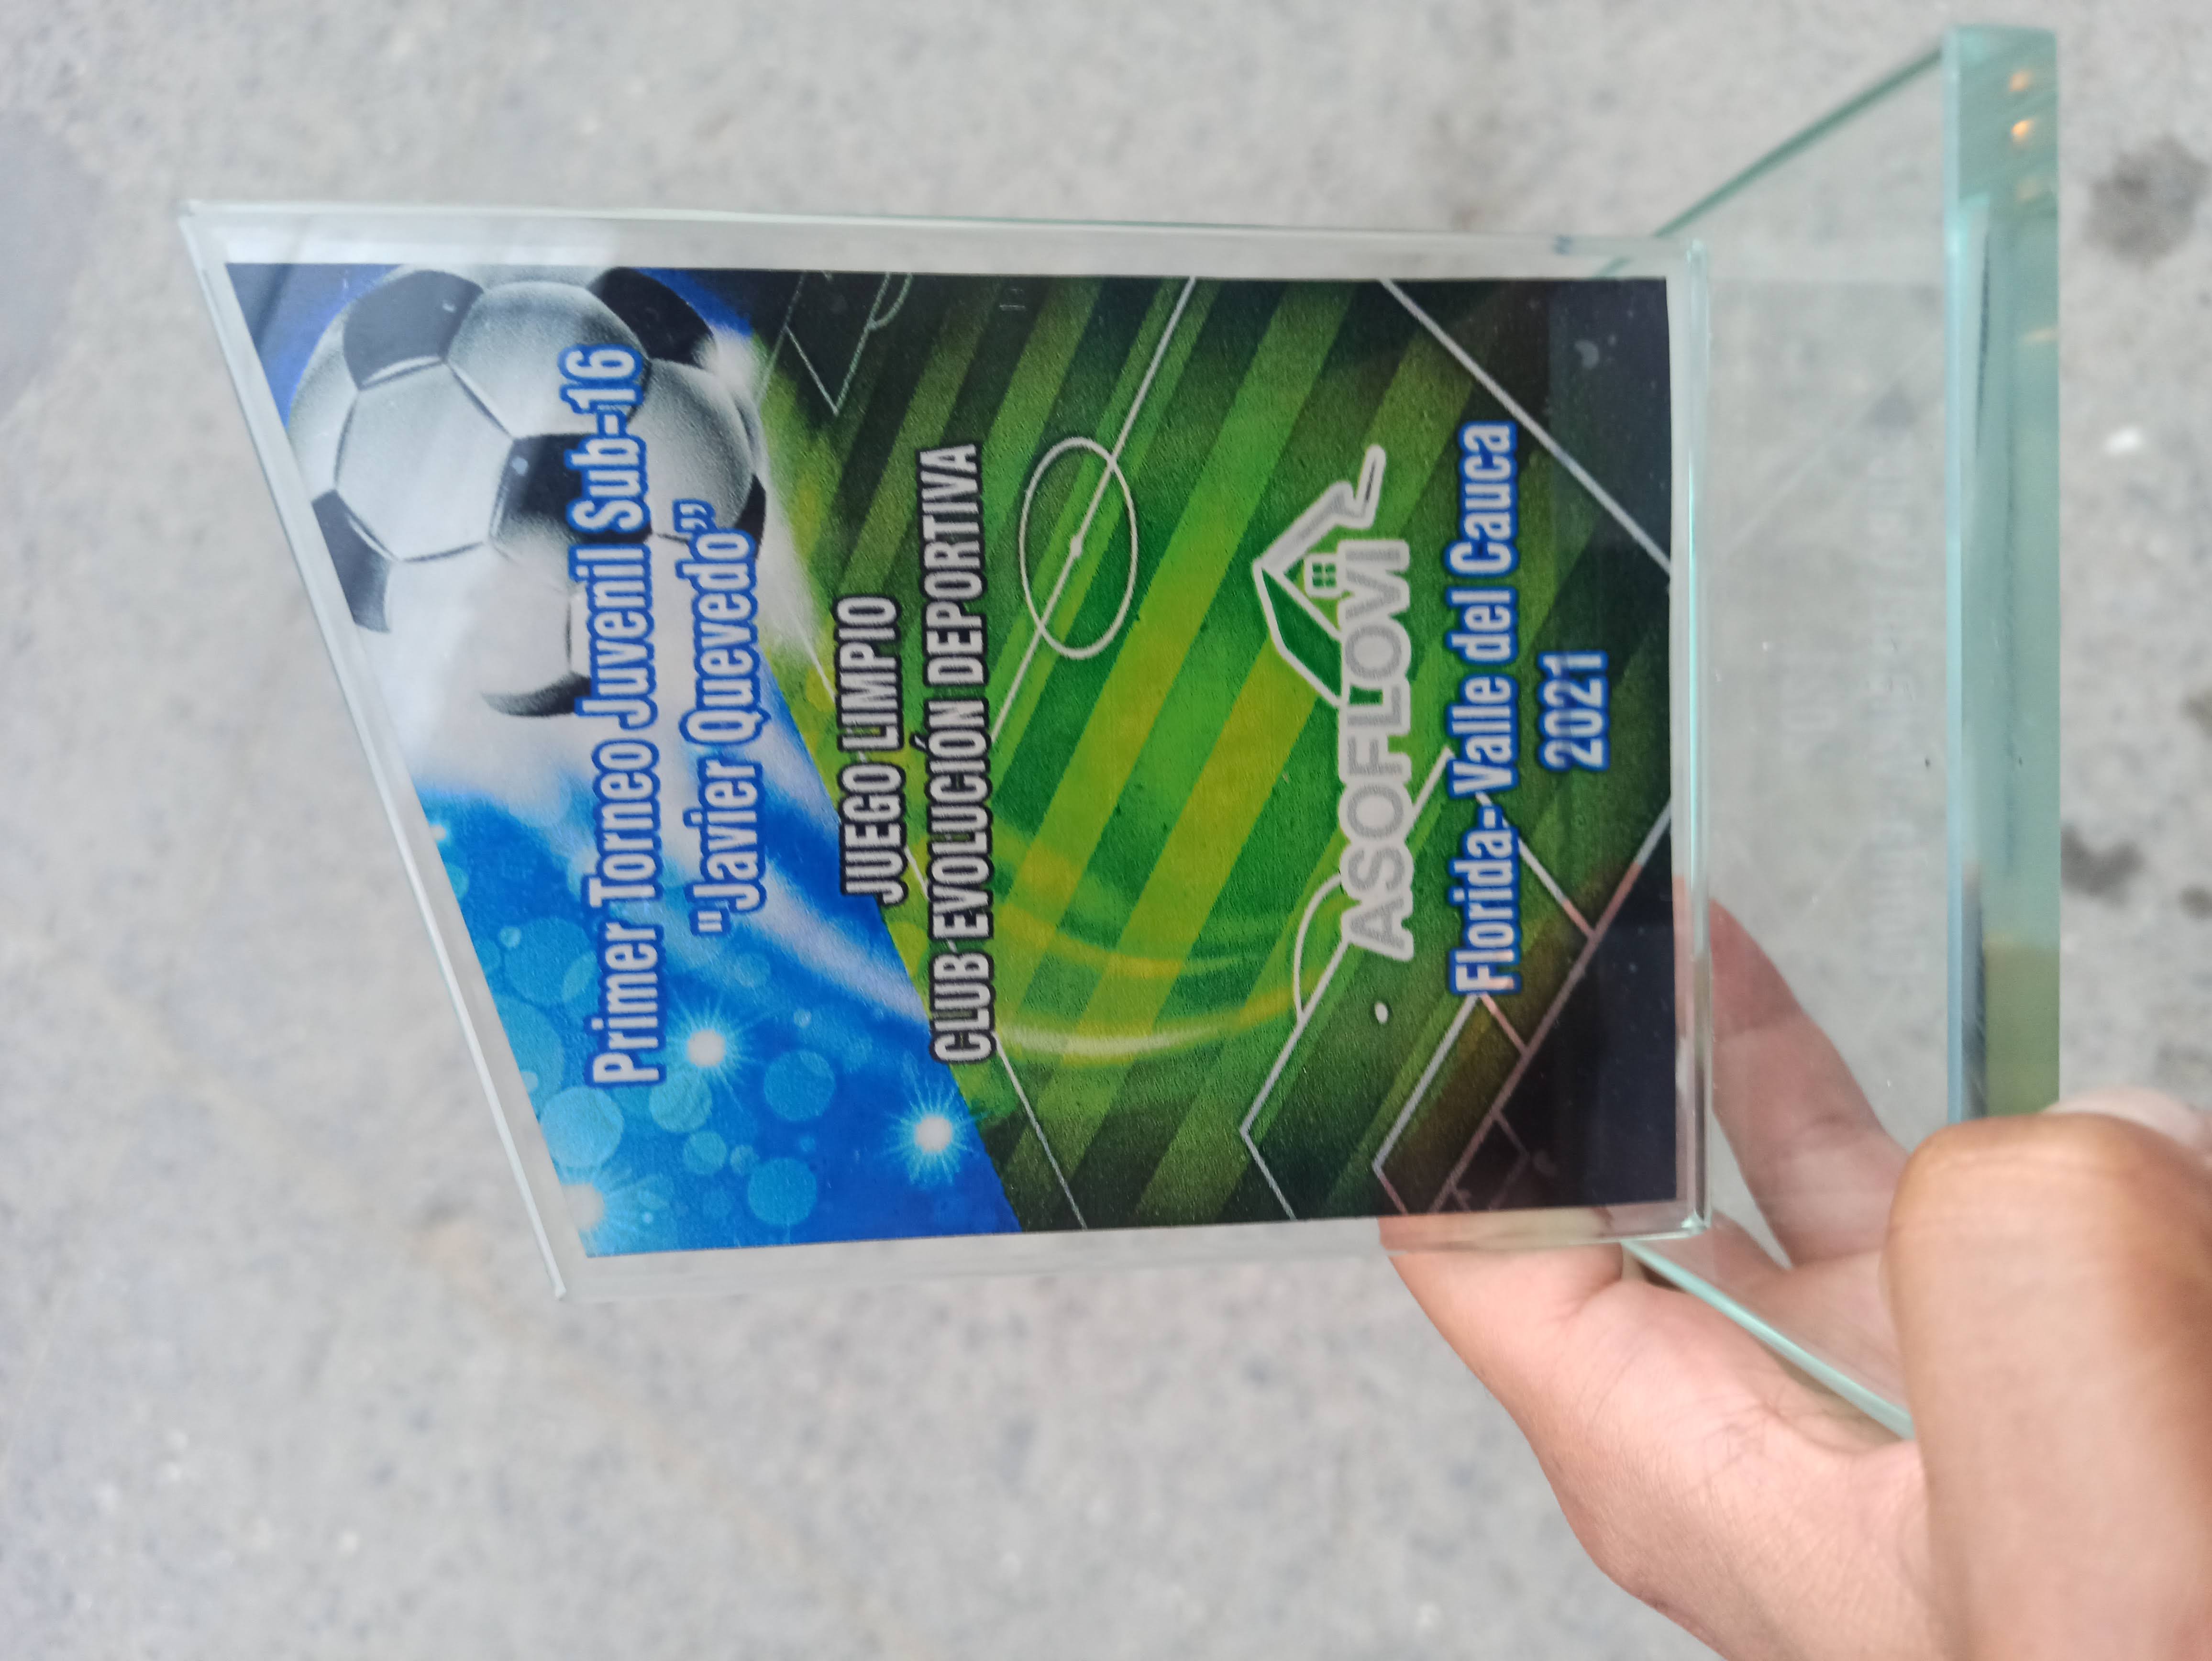 Primer Torneo Juvenil Sub-16
"Javier Quevedo”
JUEGO LIMPIO
CLUB EVOLUCIÓN DEPORTIVA
ASOFLOVI
Florida- Valle del Cauca
2021